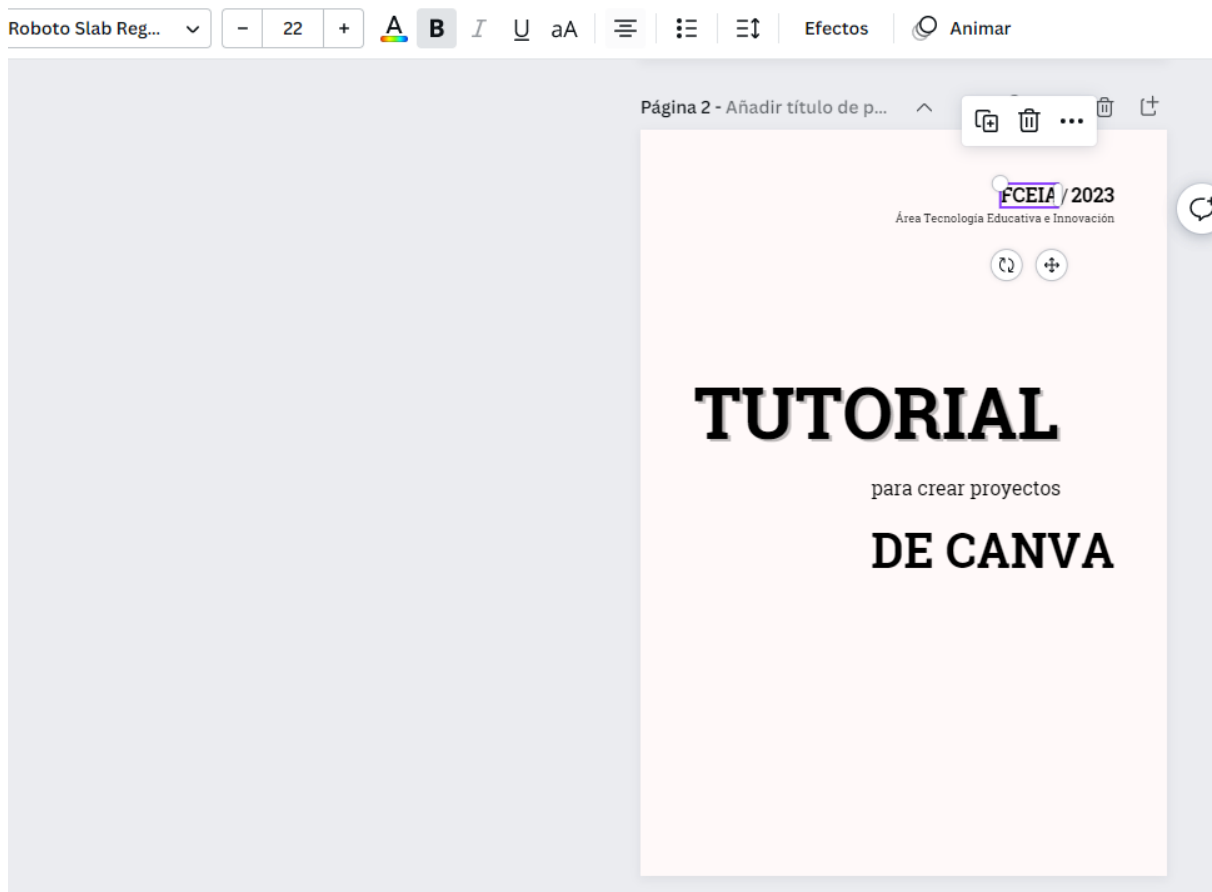 Roboto Slab Reg... - 22 + A B I U aA Efectos Animar
Página 2 - Añadir título de p...
FCEIA / 2023
Área Tecnología Educativa e Innovación
TUTORIAL
para crear proyectos
DE CANVA